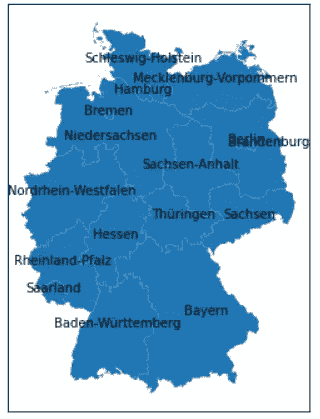 Schleswig-Holstein
Mecklenburg-Vorpommern
Hamburg
Bremen
Niedersachsen
Berlin
Brandenburg
Sachsen-Anhalt
Nordrhein-Westfalen
Thüringen
Sachsen
Hessen
Rheinland-Pfalz
Saarland
Bayern
Baden-Württemberg